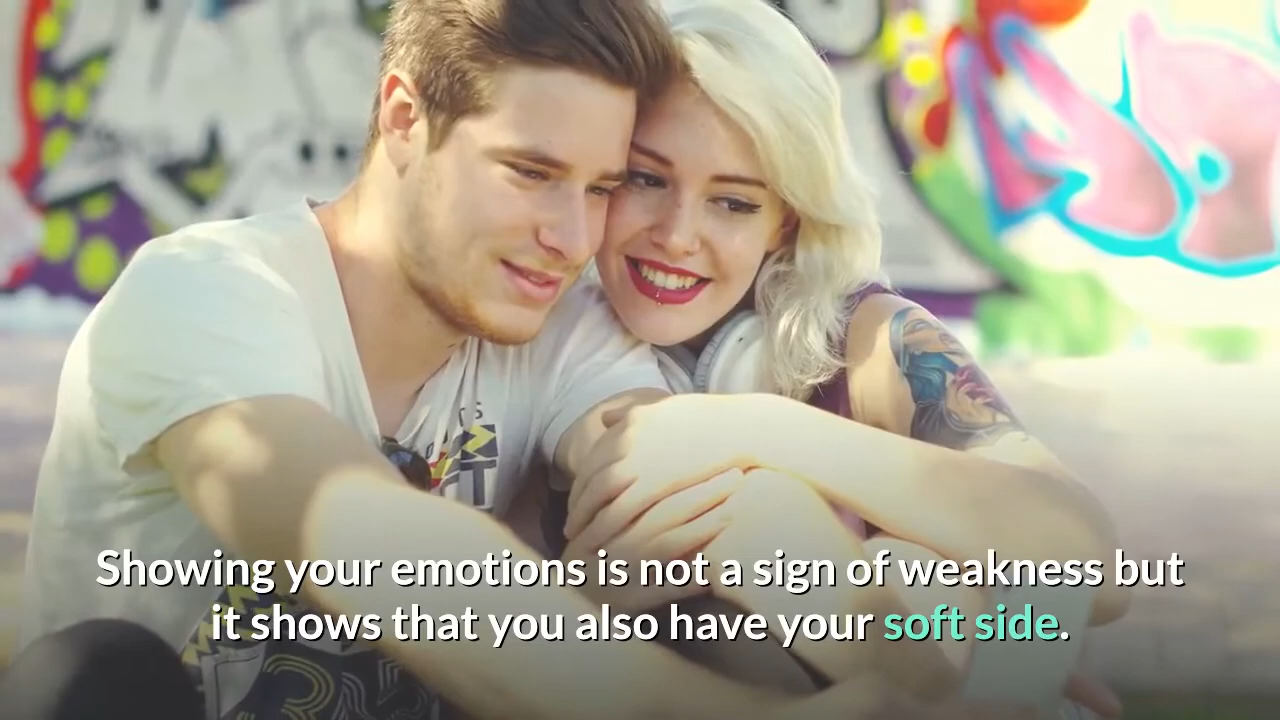 Showing your emotions is not a sign of weakness but
it shows that you also have your soft side.